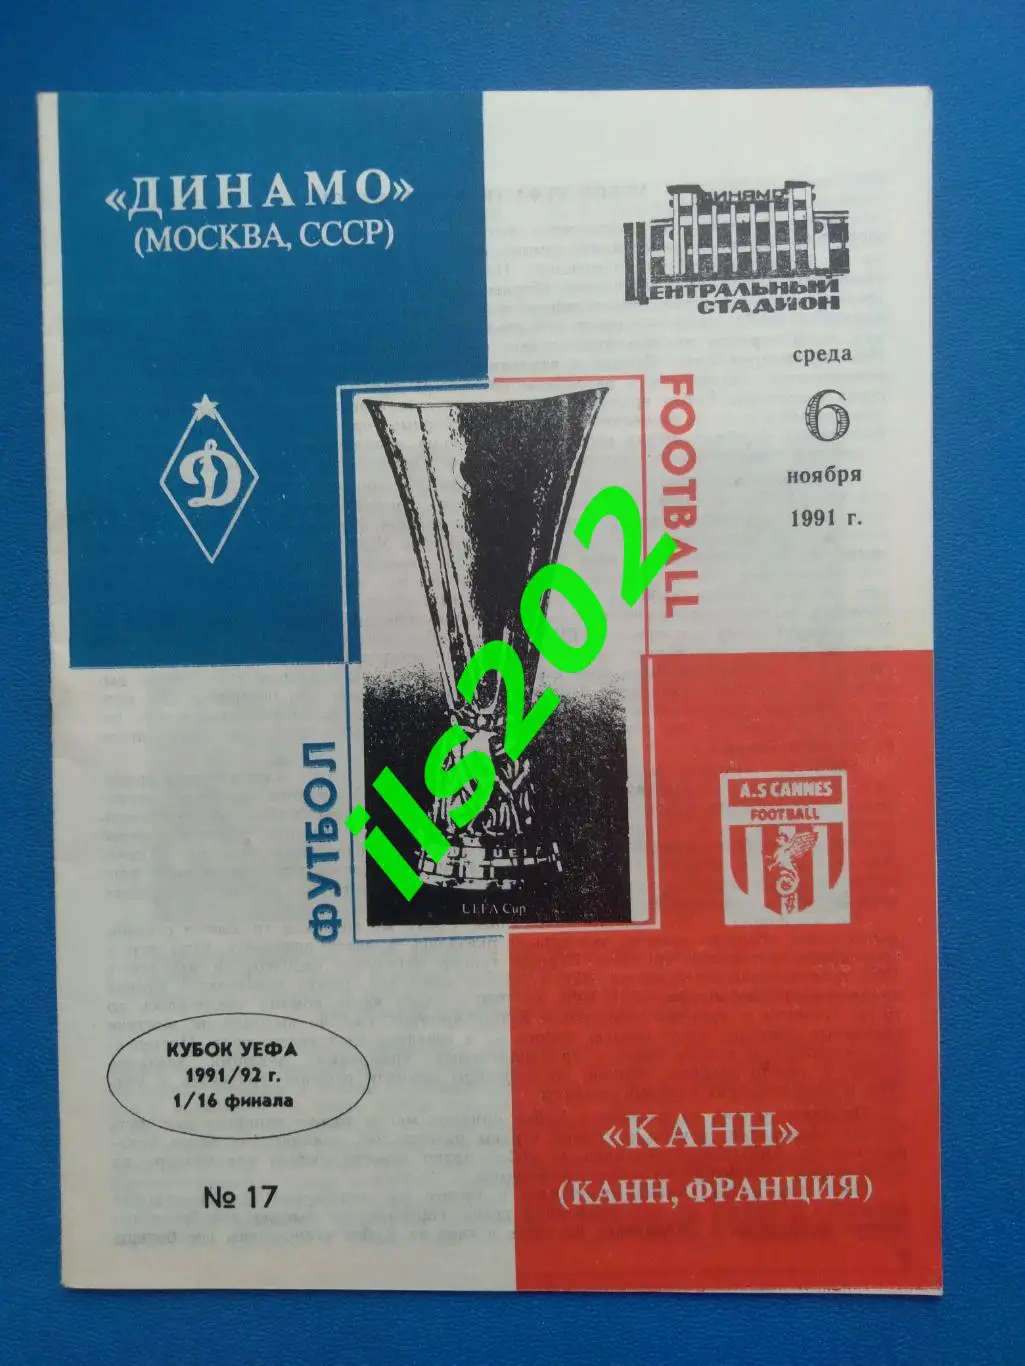 «ДИНАМО»
(МОСКВА, СССР)
ДИНАМО
ЦЕНТРАЛЬНЫЙ
СТАДИОН
среда
6
ноября
1991 г.
Д
FOOTBALL
ФУТБОЛ
UEFA Cup
ils202
A.S CANNES
FOOTBALL
КУБОК УЕФА
1991/92 г.
1/16 финала
№ 17
«КАНН»
(КАНН, ФРАНЦИЯ)